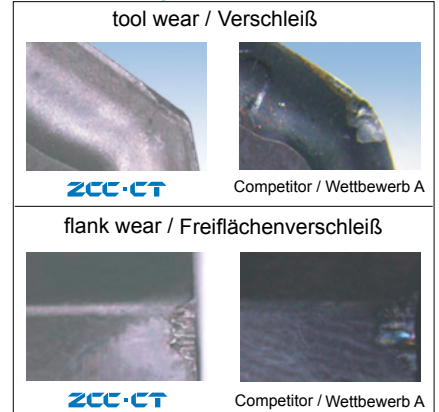 tool wear / Verschleiß
ZCC·CT
Competitor / Wettbewerb A
flank wear / Freiflächenverschleiß
ZCC·CT
Competitor / Wettbewerb A